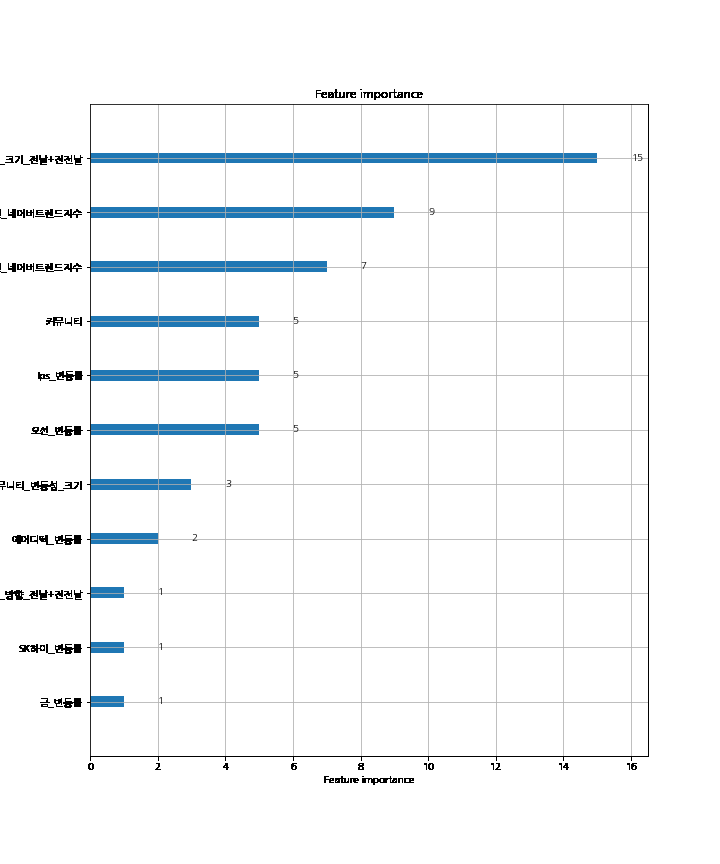 Feature importance
_크기_전날+전전날
15
_네이버트렌드지수
9
_네이버트렌드지수
7
커뮤니티
5
ips_변동률
5
오션_변동률
5
뮤니티_변동성_크기
3
에어디텍_변동률
2
_방향_전날+전전날
1
SK하이_변동률
1
금_변동률
1
0 2 4 6 8 10 12 14 16
Feature importance